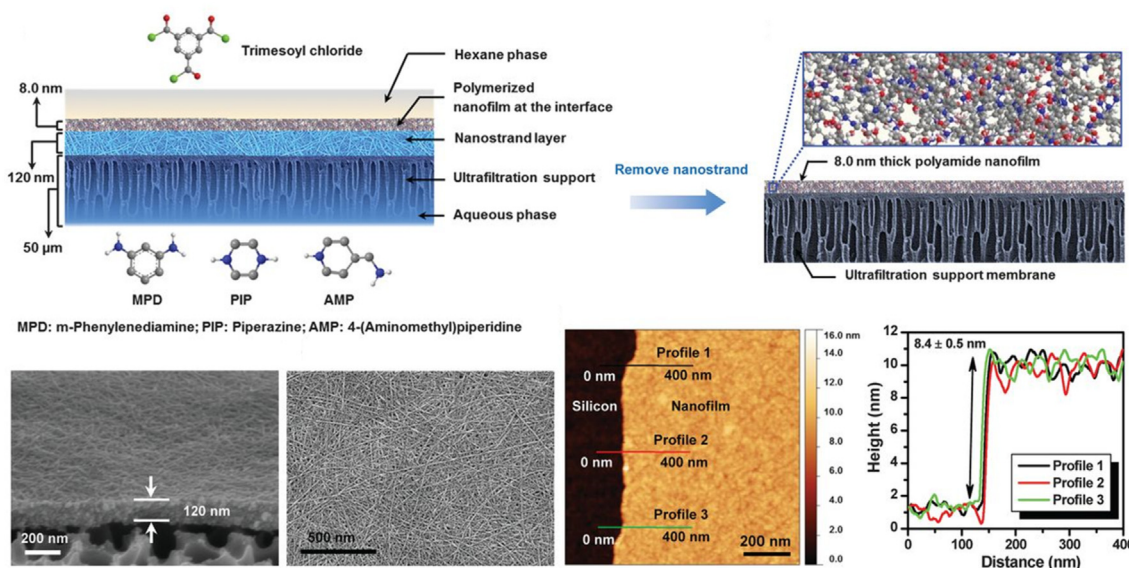 Trimesoyl chloride
Hexane phase
8.0 nm
Polymerized
nanofilm at the interface
Nanostrand layer
120 nm
Ultrafiltration support
Aqueous phase
50 µm
MPD
PIP
AMP
Remove nanostrand
8.0 nm thick polyamide nanofilm
Ultrafiltration support membrane
MPD: m-Phenylenediamine; PIP: Piperazine; AMP: 4-(Aminomethyl)piperidine
120 nm
200 nm
500 nm
Profile 1
0 nm
400 nm
Silicon
Nanofilm
Profile 2
0 nm
400 nm
Profile 3
0 nm
400 nm
200 nm
16.0 nm
14.0
12.0
10.0
8.0
6.0
4.0
2.0
0.0
Height (nm)
12
10
8
6
4
2
0
8.4 ± 0.5 nm
Profile 1
Profile 2
Profile 3
0
100
200
300
400
Distance (nm)